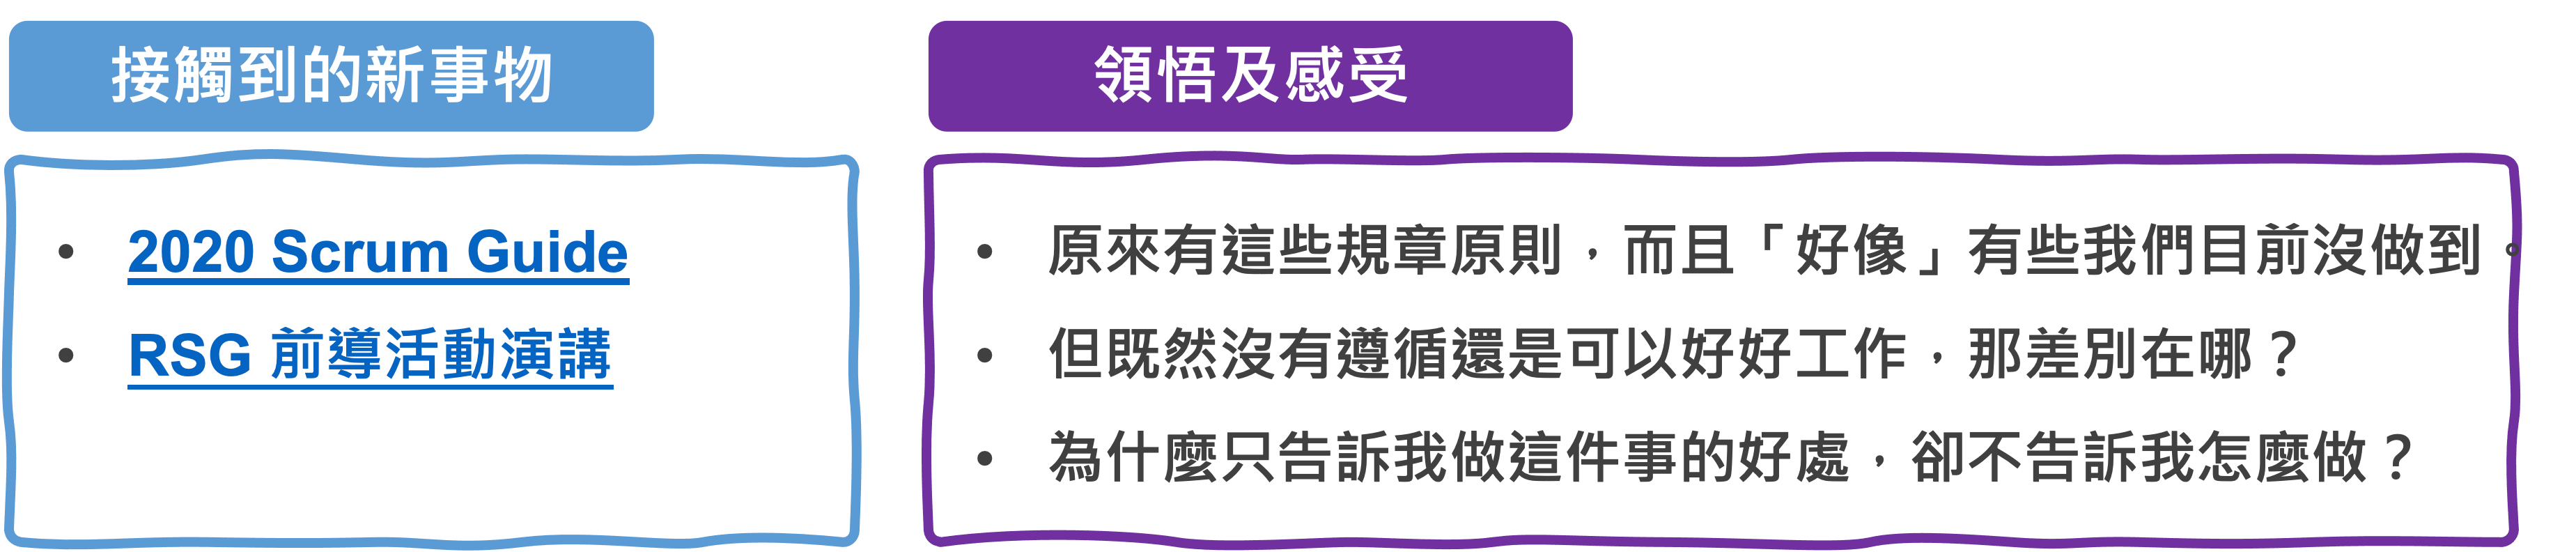 接觸到的新事物
• 2020 Scrum Guide
• RSG 前導活動演講
領悟及感受
• 原來有這些規章原則，而且「好像」有些我們目前沒做到。
• 但既然沒有遵循還是可以好好工作，那差別在哪？
• 為什麼只告訴我做這件事的好處，卻不告訴我怎麼做？